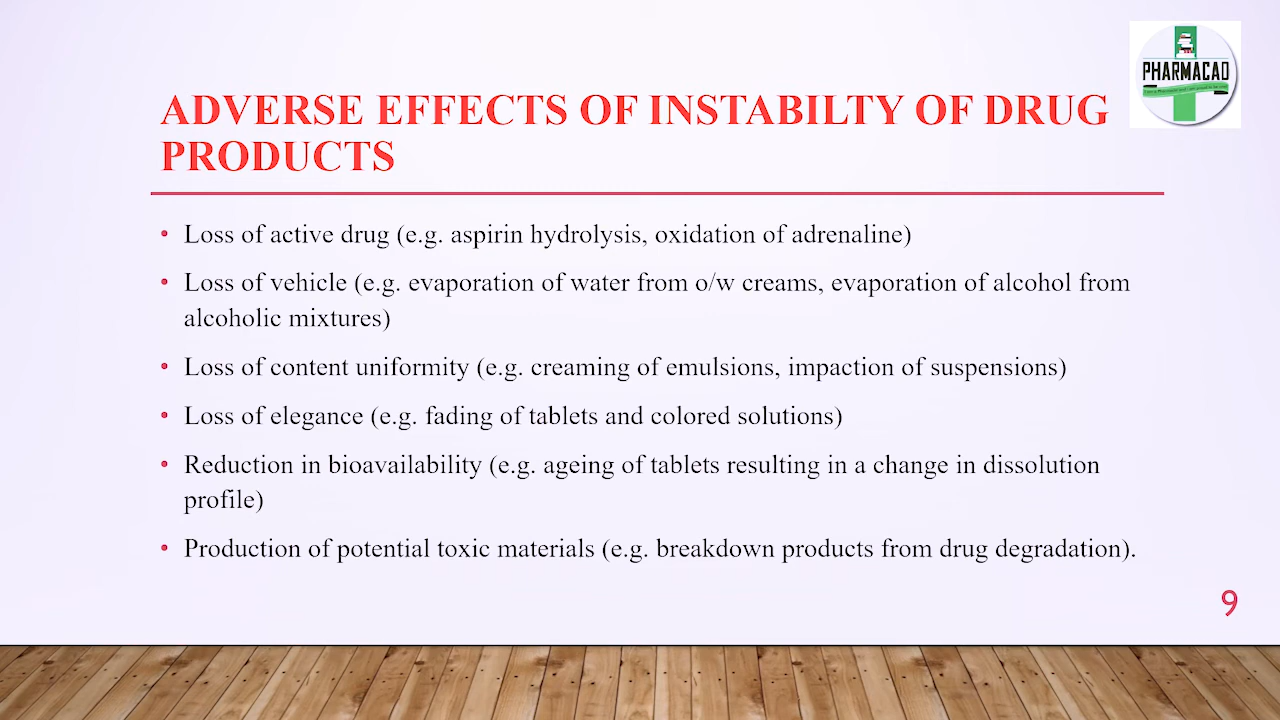 PHARMACAD
ADVERSE EFFECTS OF INSTABILTY OF DRUG
PRODUCTS
• Loss of active drug (e.g. aspirin hydrolysis, oxidation of adrenaline)
• Loss of vehicle (e.g. evaporation of water from o/w creams, evaporation of alcohol from
alcoholic mixtures)
• Loss of content uniformity (e.g. creaming of emulsions, impaction of suspensions)
• Loss of elegance (e.g. fading of tablets and colored solutions)
• Reduction in bioavailability (e.g. ageing of tablets resulting in a change in dissolution
profile)
• Production of potential toxic materials (e.g. breakdown products from drug degradation).
9